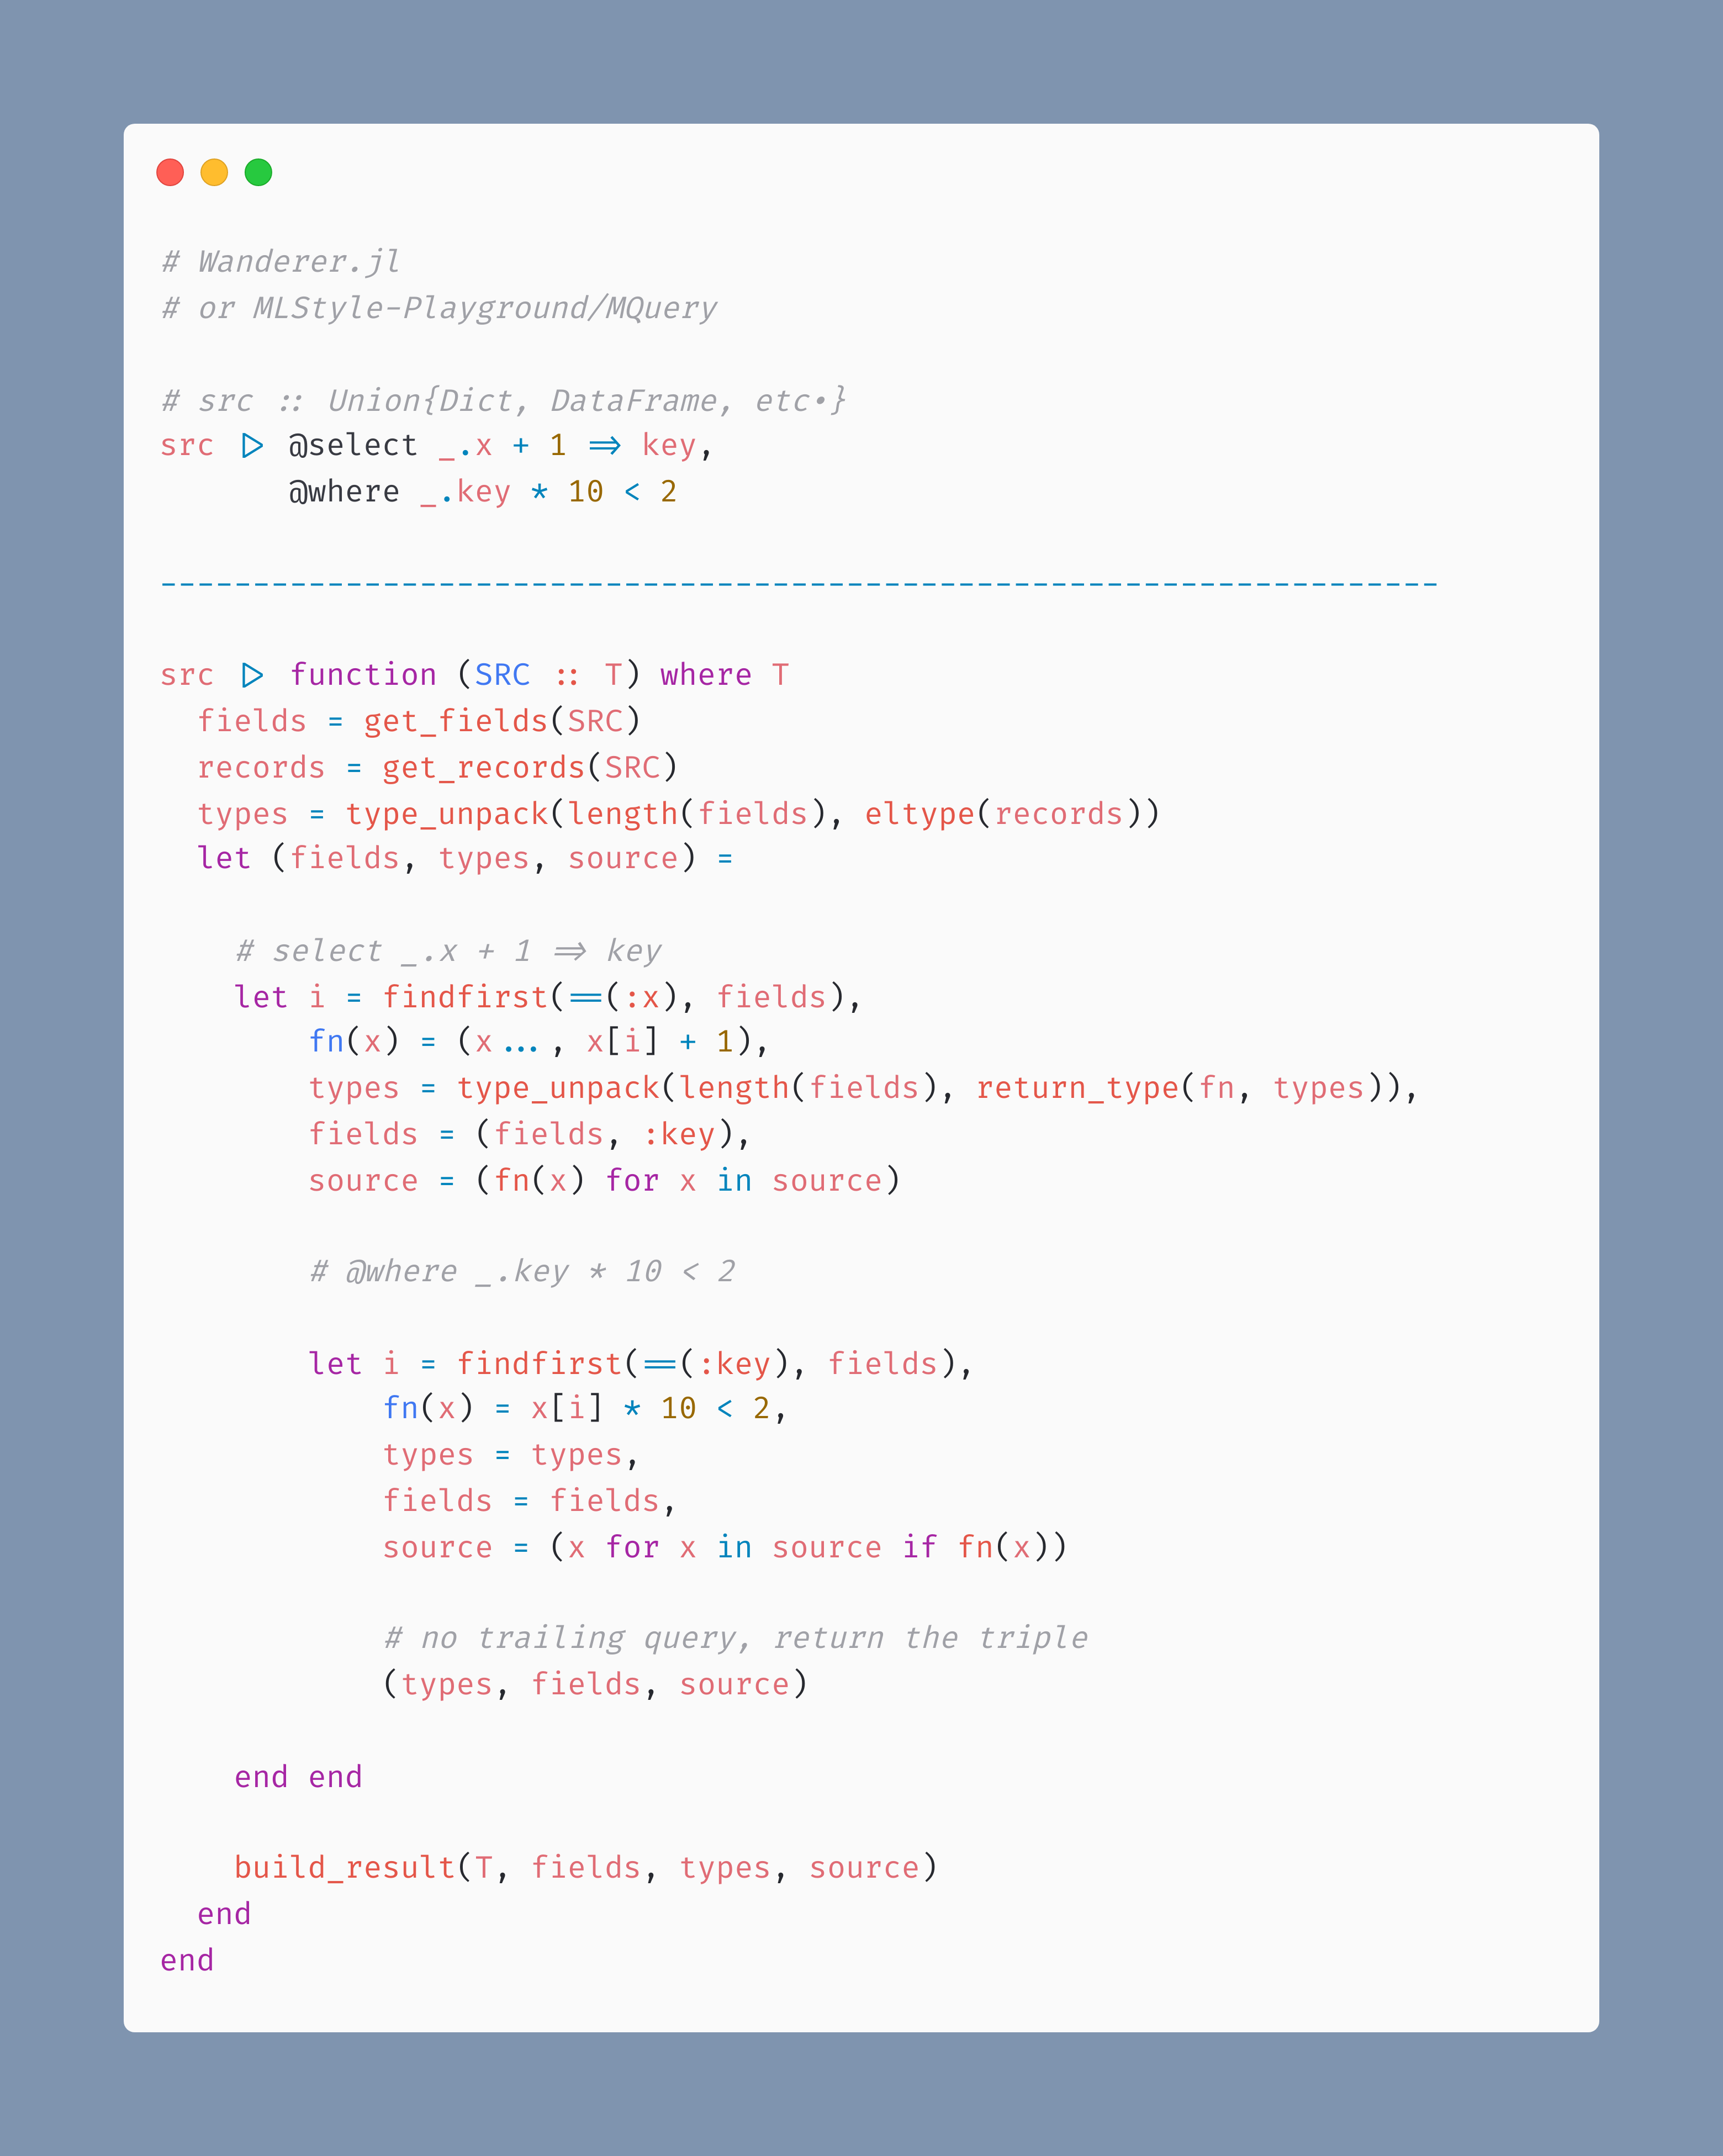 # Wanderer.jl
# or MLStyle-Playground/MQuery
# src :: Union{Dict, DataFrame, etc•}
src |> @select _.x + 1 => key,
@where _.key * 10 < 2
---------------------------------------------------------------------
src |> function (SRC :: T) where T
fields = get_fields(SRC)
records = get_records(SRC)
types = type_unpack(length(fields), eltype(records))
let (fields, types, source) =
# select _.x + 1 => key
let i = findfirst(==(:x), fields),
fn(x) = (x..., x[i] + 1),
types = type_unpack(length(fields), return_type(fn, types)),
fields = (fields, :key),
source = (fn(x) for x in source)
# @where _.key * 10 < 2
let i = findfirst(==(:key), fields),
fn(x) = x[i] * 10 < 2,
types = types,
fields = fields,
source = (x for x in source if fn(x))
# no trailing query, return the triple
(types, fields, source)
end end
build_result(T, fields, types, source)
end
end